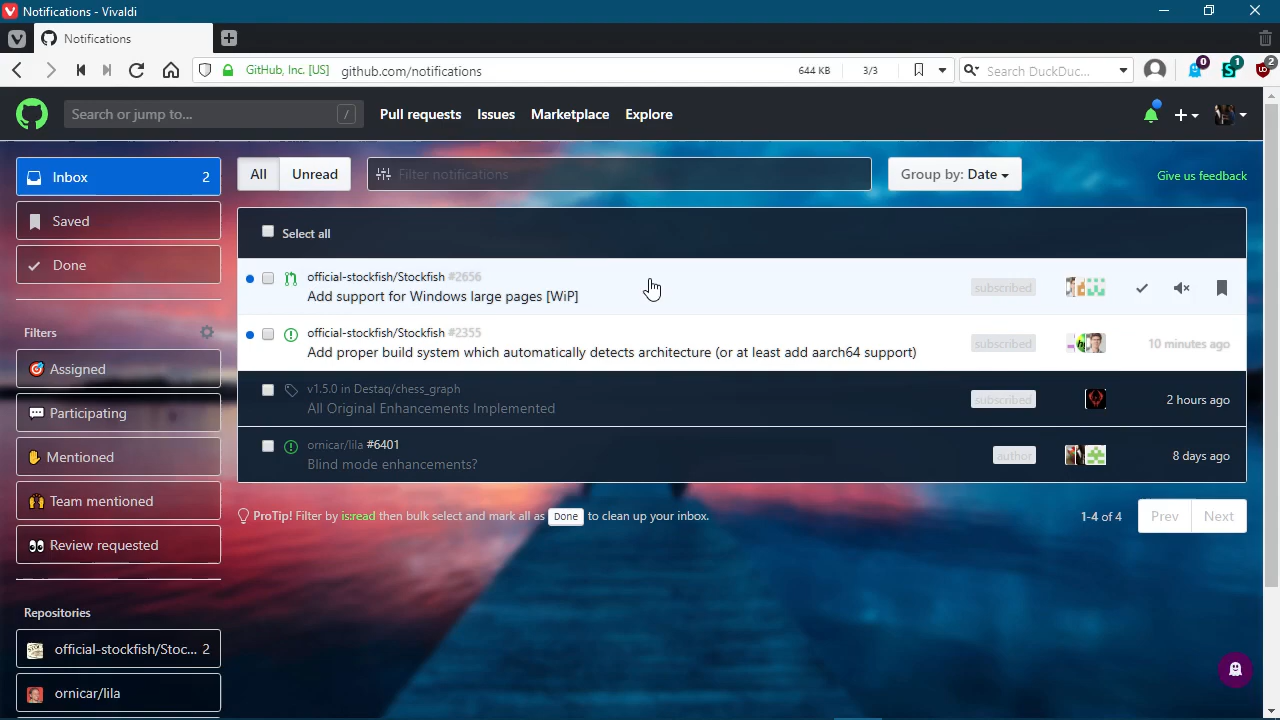 Notifications - Vivaldi
Notifications
GitHub, Inc. [US] github.com/notifications 644 KB 3/3 Search DuckDuc... 0 1 2
Search or jump to... / Pull requests Issues Marketplace Explore
Inbox 2
Saved
Done
Filters
Assigned
Participating
Mentioned
Team mentioned
Review requested
Repositories
official-stockfish/Stoc... 2
ornicar/lila
All Unread Filter notifications Group by: Date Give us feedback
Select all
official-stockfish/Stockfish #2656
Add support for Windows large pages [WiP] subscribed
official-stockfish/Stockfish #2355
Add proper build system which automatically detects architecture (or at least add aarch64 support) subscribed 10 minutes ago
v1.5.0 in Destaq/chess_graph
All Original Enhancements Implemented subscribed 2 hours ago
ornicar/lila #6401
Blind mode enhancements? author 8 days ago
ProTip! Filter by is:read then bulk select and mark all as Done to clean up your inbox. 1-4 of 4 Prev Next